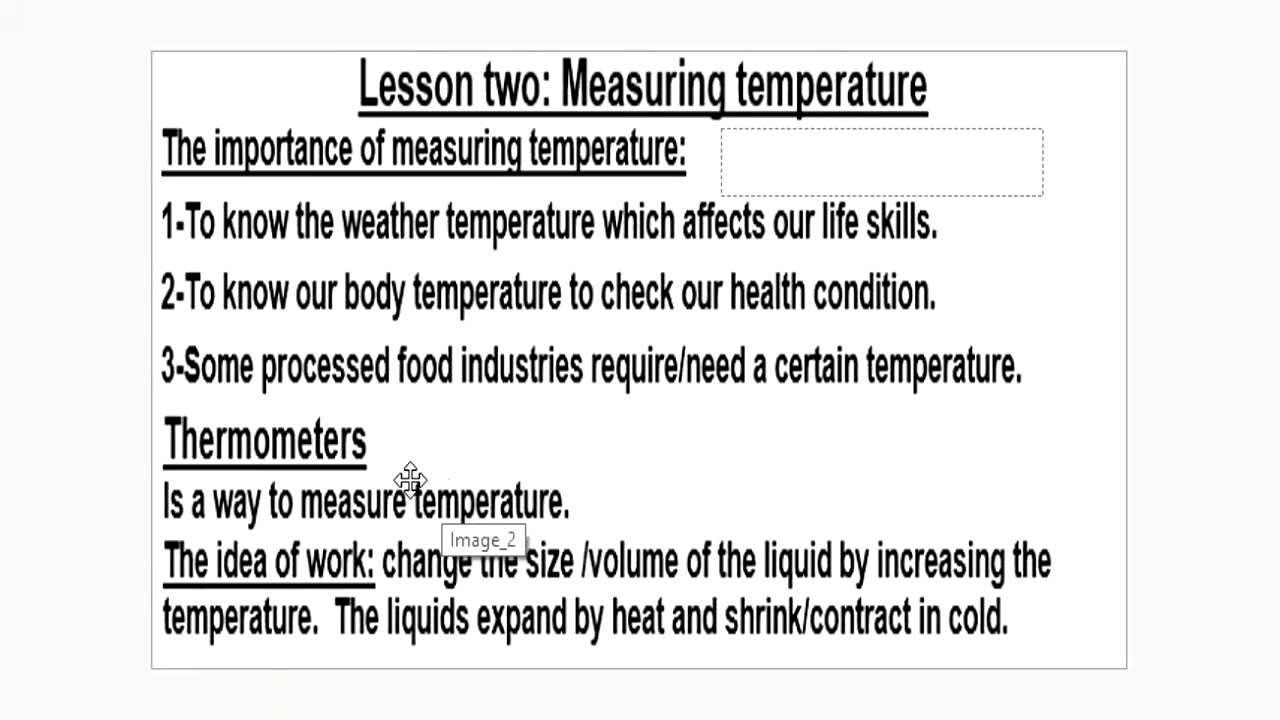 Lesson two: Measuring temperature
The importance of measuring temperature:
1-To know the weather temperature which affects our life skills.
2-To know our body temperature to check our health condition.
3-Some processed food industries require/need a certain temperature.
Thermometers
Is a way to measure temperature.
Image_2
The idea of work: change the size /volume of the liquid by increasing the
temperature. The liquids expand by heat and shrink/contract in cold.